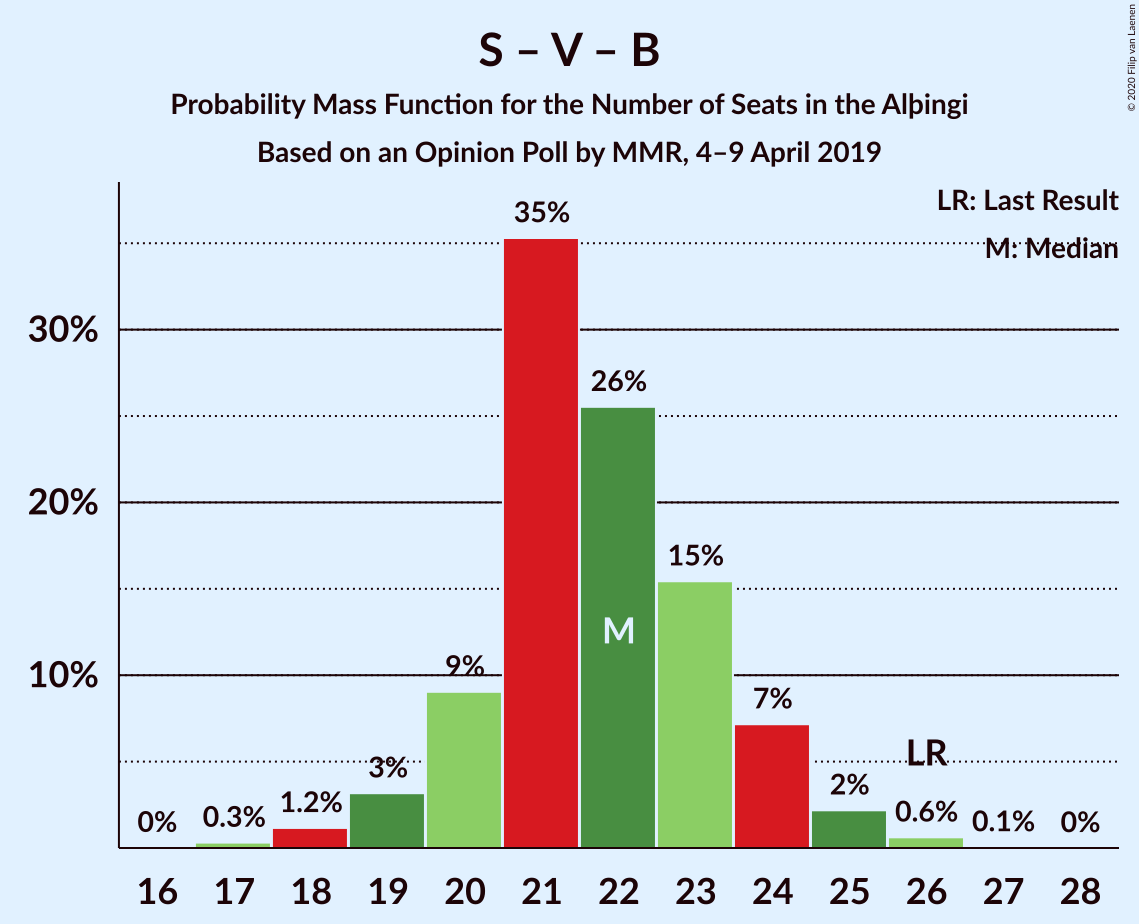 S – V – B
Probability Mass Function for the Number of Seats in the Alþingi
Based on an Opinion Poll by MMR, 4–9 April 2019
© 2020 Filip van Laenen
LR: Last Result
M: Median
30%
20%
10%
0%
0.3%
1.2%
3%
9%
35%
26%
15%
7%
2%
0.6%
0.1%
0%
M
LR
16 17 18 19 20 21 22 23 24 25 26 27 28